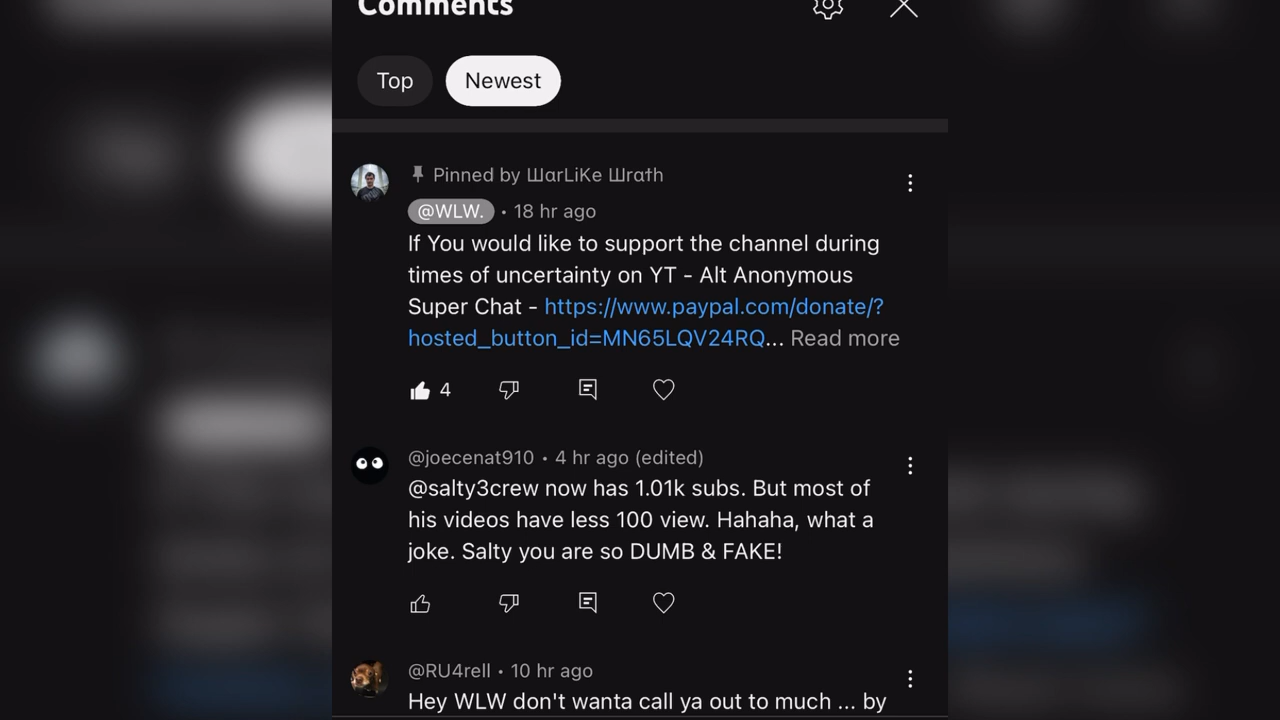 Comments
Top
Newest
Pinned by ШαrLiKe Шrαth
@WLW. • 18 hr ago
If You would like to support the channel during
times of uncertainty on YT - Alt Anonymous
Super Chat - https://www.paypal.com/donate/?
hosted_button_id=MN65LQV24RQ... Read more
4
@joecenat910 • 4 hr ago (edited)
@salty3crew now has 1.01k subs. But most of
his videos have less 100 view. Hahaha, what a
joke. Salty you are so DUMB & FAKE!
@RU4rell • 10 hr ago
Hey WLW don't wanta call ya out to much ... by